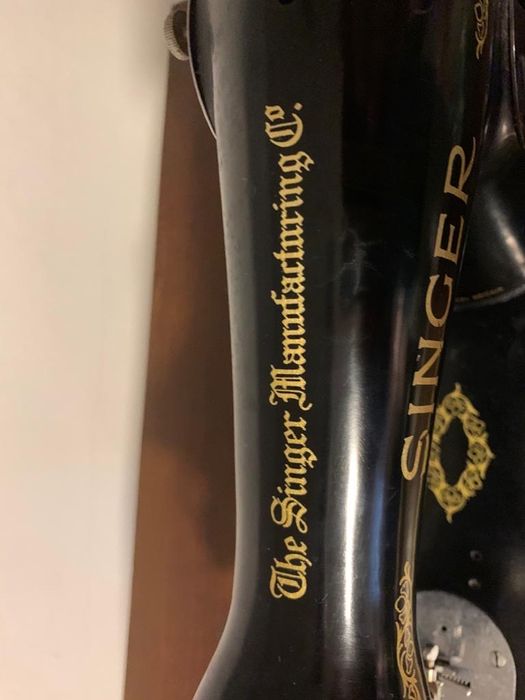 The Singer Manufacturing Co.
SINGER